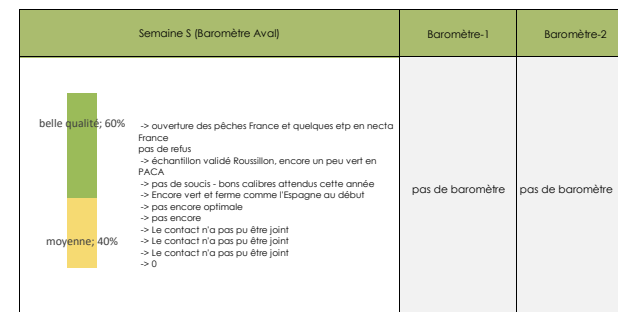 Semaine S (Baromètre Aval)
Baromètre-1
Baromètre-2
belle qualité; 60%
moyenne; 40%
-> ouverture des pêches France et quelques etp en necta
France
pas de refus
-> échantillon validé Roussillon, encore un peu vert en
PACA
-> pas de soucis - bons calibres attendus cette année
-> Encore vert et ferme comme l'Espagne au début
-> pas encore optimale
-> pas encore
-> Le contact n'a pas pu être joint
-> Le contact n'a pas pu être joint
-> Le contact n'a pas pu être joint
-> 0
pas de baromètre
pas de baromètre